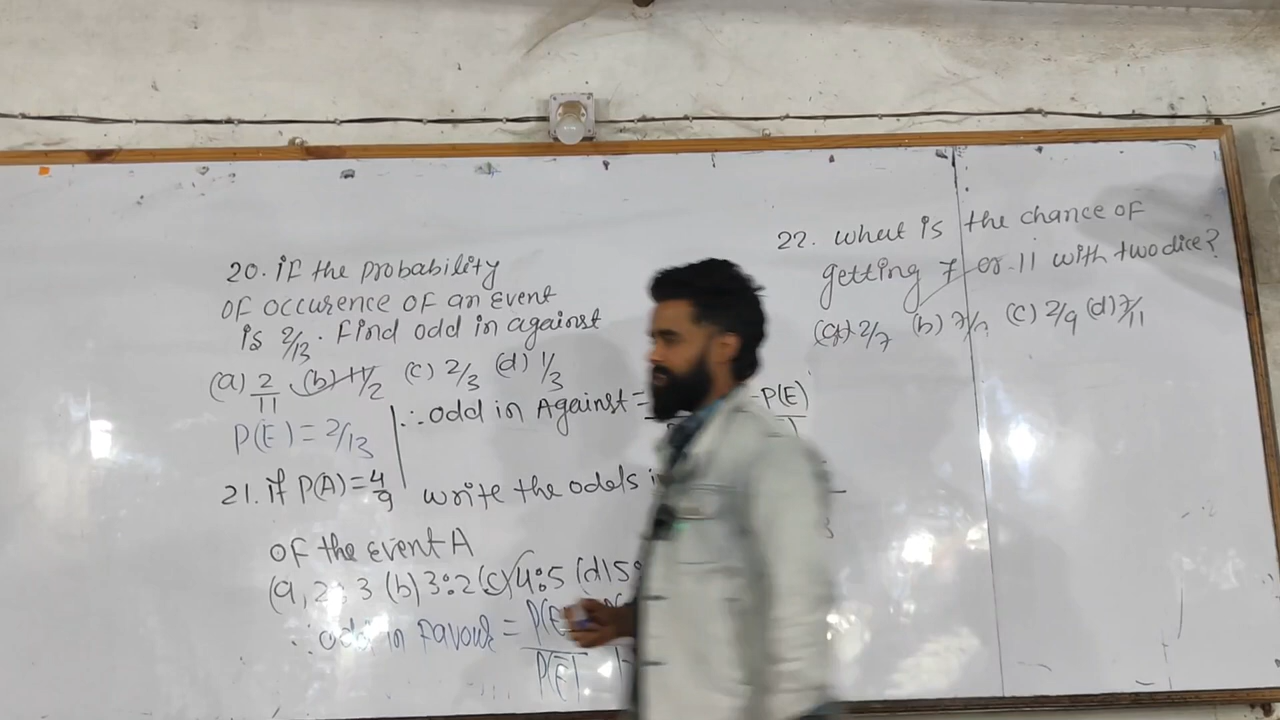 20. if the probability
of occurence of an event
is 2/13. Find odd in against
(a) 2/11 (b) 11/2 (c) 2/3 (d) 1/3
P(E) = 2/13
∴ odd in Against = -P(E)
21. if P(A) = 4/9 write the odds
of the event A
(a, 2:3 (b) 3:2 (c) 4:5 (d) 5
∴ odd in favour = P(E
P(E̅)
22. what is the chance of
getting 7 or 11 with two dice?
(a) 2/7 (b) 7/ (c) 2/9 (d) 7/11